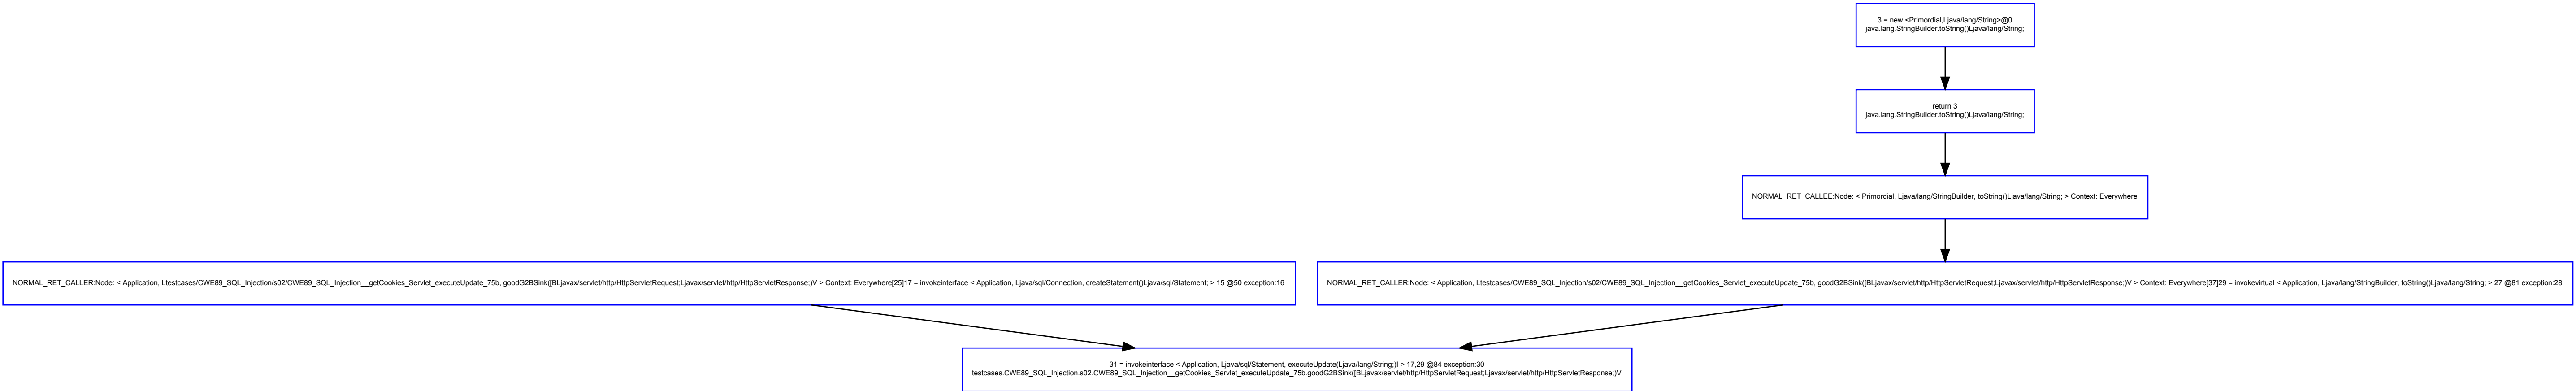 3 = new <Primordial,Ljava/lang/String>@0
java.lang.StringBuilder.toString()Ljava/lang/String;
return 3
java.lang.StringBuilder.toString()Ljava/lang/String;
NORMAL_RET_CALLEE:Node: < Primordial, Ljava/lang/StringBuilder, toString()Ljava/lang/String; > Context: Everywhere
NORMAL_RET_CALLER:Node: < Application, Ltestcases/CWE89_SQL_Injection/s02/CWE89_SQL_Injection__getCookies_Servlet_executeUpdate_75b, goodG2BSink([BLjavax/servlet/http/HttpServletRequest;Ljavax/servlet/http/HttpServletResponse;)V > Context: Everywhere[25]17 = invokeinterface < Application, Ljava/sql/Connection, createStatement()Ljava/sql/Statement; > 15 @50 exception:16
NORMAL_RET_CALLER:Node: < Application, Ltestcases/CWE89_SQL_Injection/s02/CWE89_SQL_Injection__getCookies_Servlet_executeUpdate_75b, goodG2BSink([BLjavax/servlet/http/HttpServletRequest;Ljavax/servlet/http/HttpServletResponse;)V > Context: Everywhere[37]29 = invokevirtual < Application, Ljava/lang/StringBuilder, toString()Ljava/lang/String; > 27 @81 exception:28
31 = invokeinterface < Application, Ljava/sql/Statement, executeUpdate(Ljava/lang/String;)I > 17,29 @84 exception:30
testcases.CWE89_SQL_Injection.s02.CWE89_SQL_Injection__getCookies_Servlet_executeUpdate_75b.goodG2BSink([BLjavax/servlet/http/HttpServletRequest;Ljavax/servlet/http/HttpServletResponse;)V